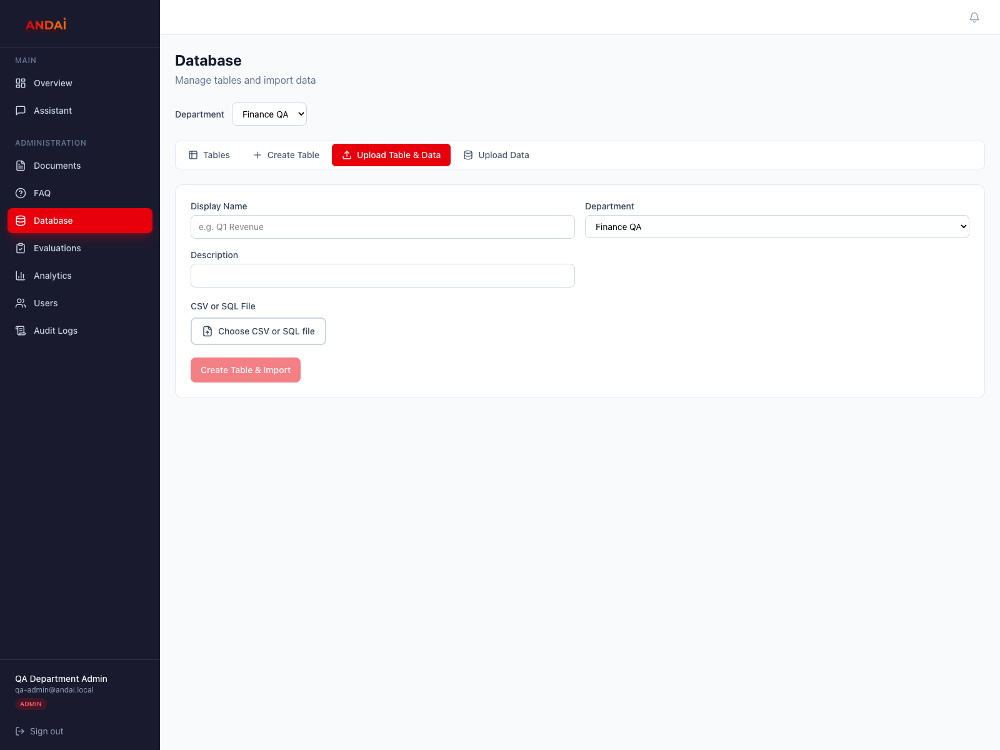 ANDAi
MAIN
Overview
Assistant
ADMINISTRATION
Documents
FAQ
Database
Evaluations
Analytics
Users
Audit Logs
QA Department Admin
qa-admin@andai.local
ADMIN
Sign out
Database
Manage tables and import data
Department
Finance QA
Tables
Create Table
Upload Table & Data
Upload Data
Display Name
e.g. Q1 Revenue
Department
Finance QA
Description
CSV or SQL File
Choose CSV or SQL file
Create Table & Import